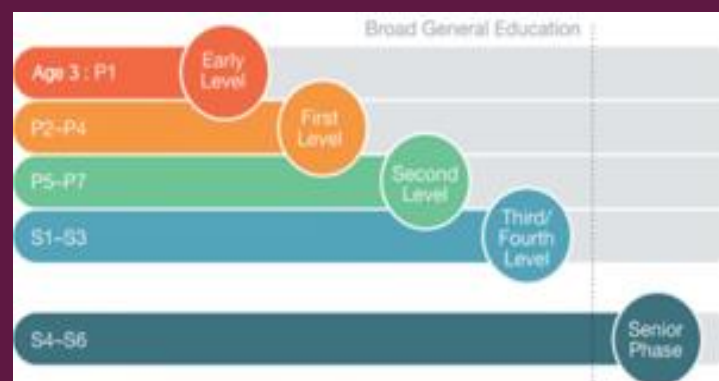 Broad General Education
Age 3 : P1
Early
Level
P2–P4
First
Level
P5–P7
Second
Level
S1–S3
Third/
Fourth
Level
S4–S6
Senior
Phase